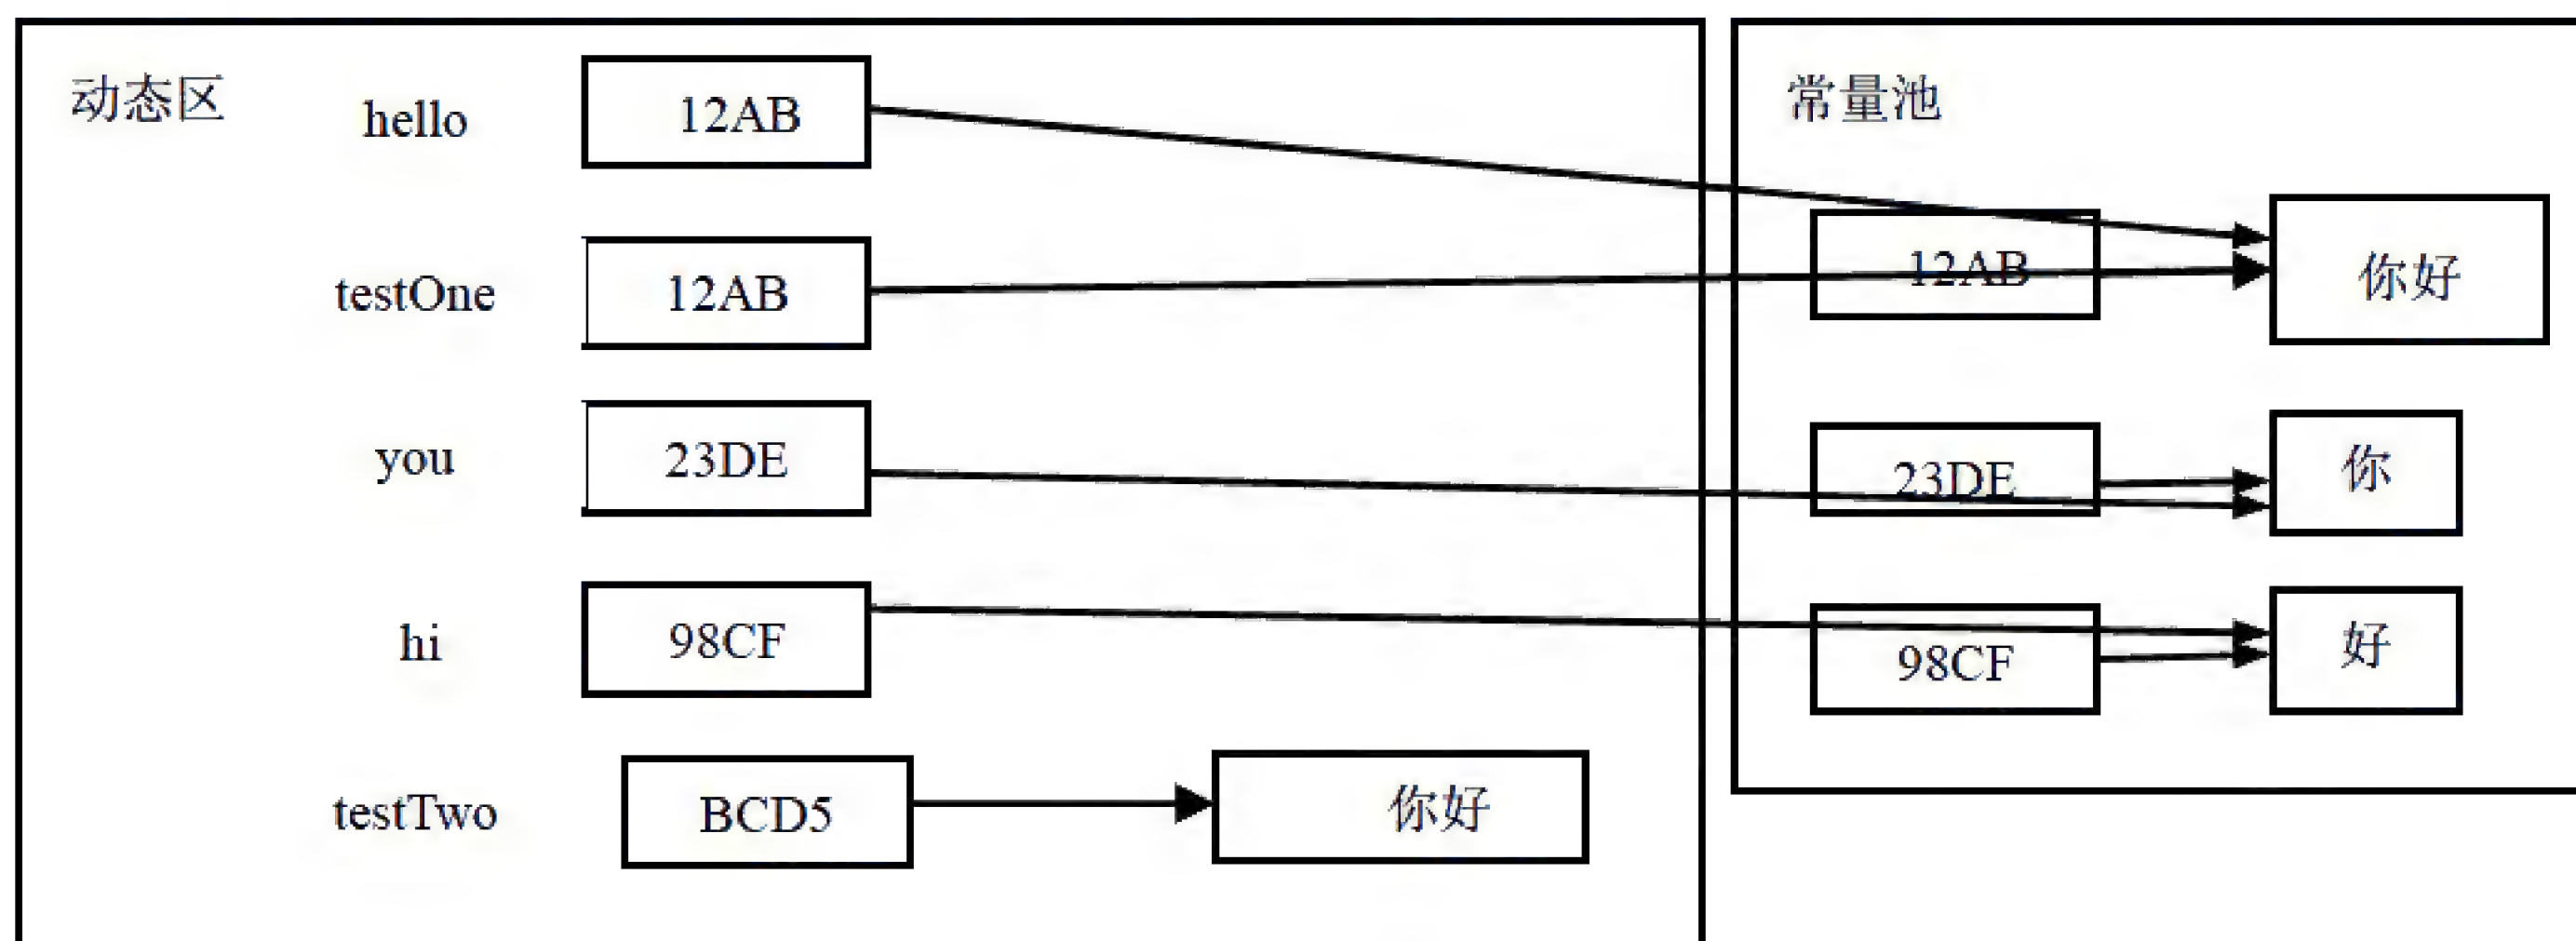 动态区
hello
12AB
常量池
12AB
你好
testOne
12AB
you
23DE
23DE
你
hi
98CF
98CF
好
testTwo
BCD5
你好